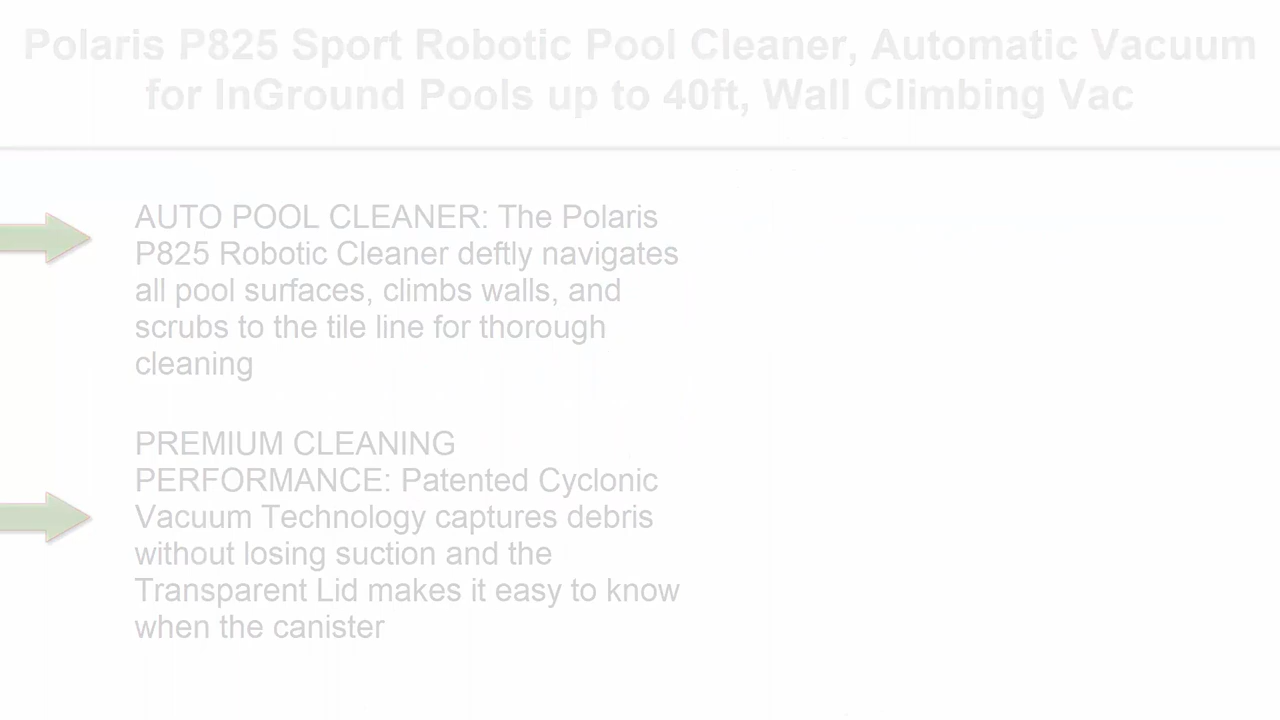 Polaris P825 Sport Robotic Pool Cleaner, Automatic Vacuum
for InGround Pools up to 40ft, Wall Climbing Vac
AUTO POOL CLEANER: The Polaris
P825 Robotic Cleaner deftly navigates
all pool surfaces, climbs walls, and
scrubs to the tile line for thorough
cleaning
PREMIUM CLEANING
PERFORMANCE: Patented Cyclonic
Vacuum Technology captures debris
without losing suction and the
Transparent Lid makes it easy to know
when the canister